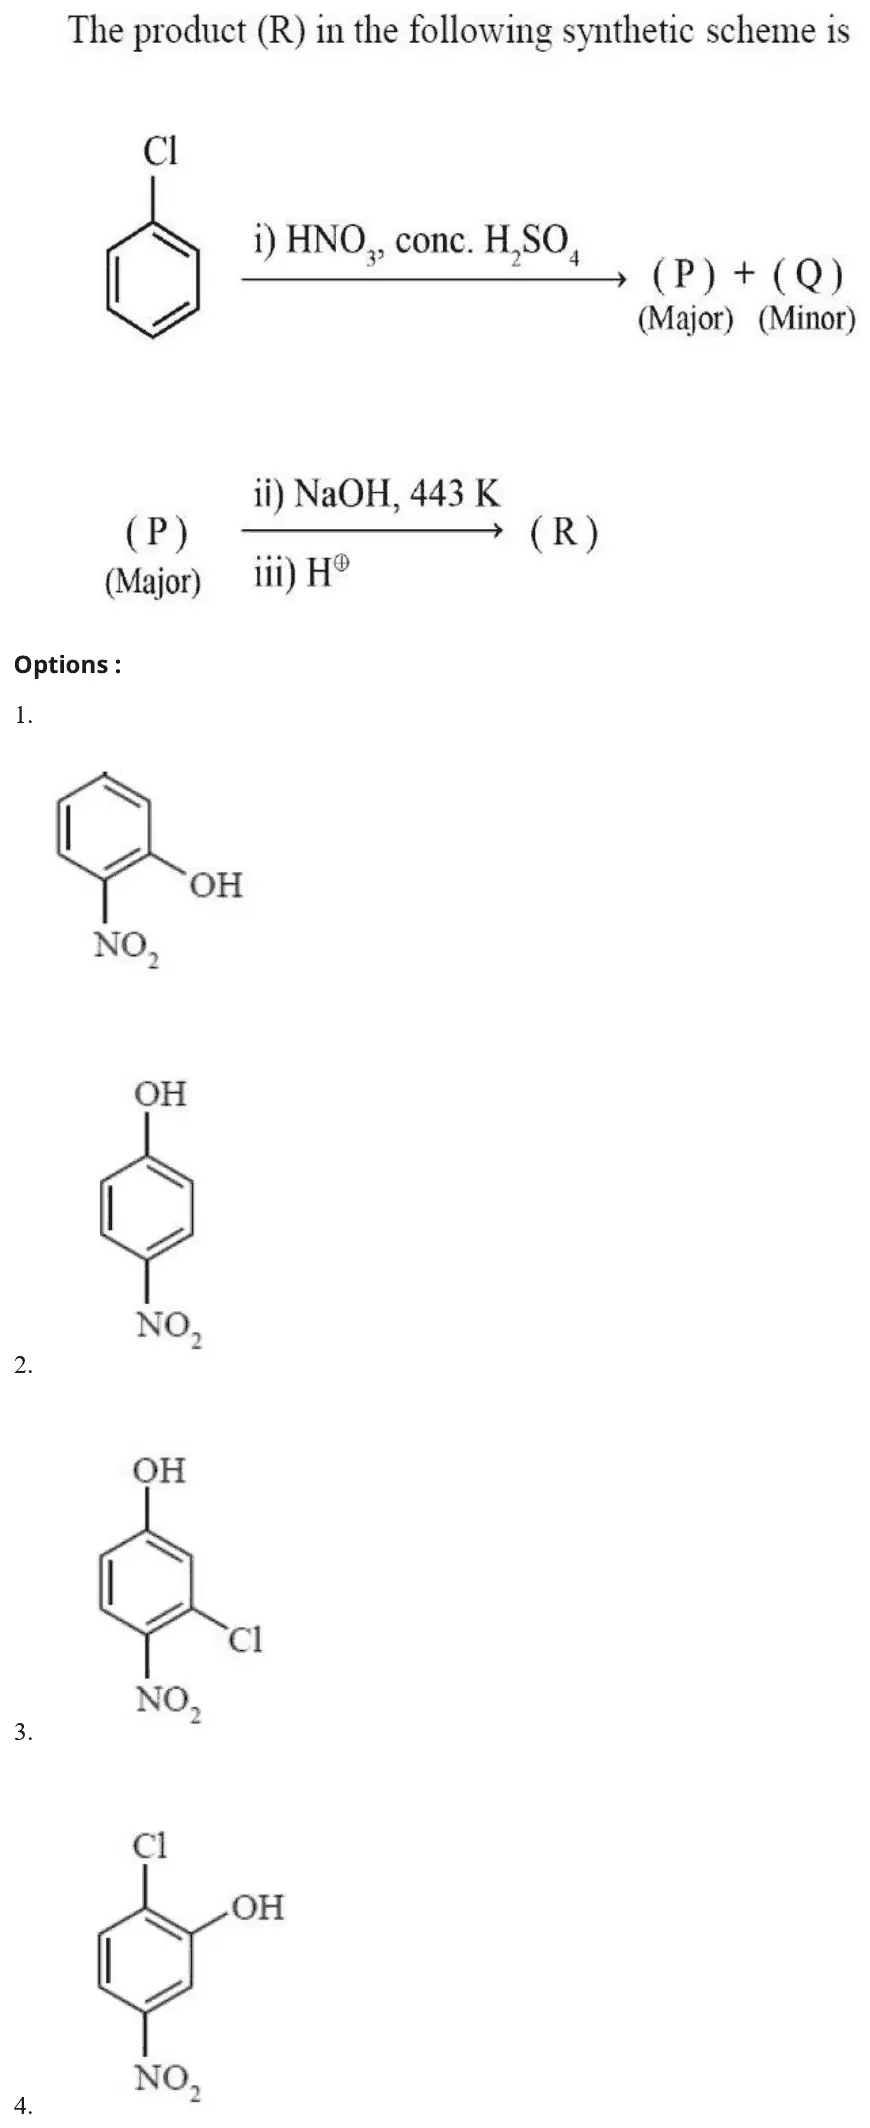 The product (R) in the following synthetic scheme is
Cl
i) HNO₃, conc. H₂SO₄
(P) + (Q)
(Major) (Minor)
ii) NaOH, 443 K
(P)
(R)
(Major)
iii) H⊕
Options :
1.
OH
NO₂
OH
NO₂
2.
OH
Cl
NO₂
3.
Cl
OH
NO₂
4.